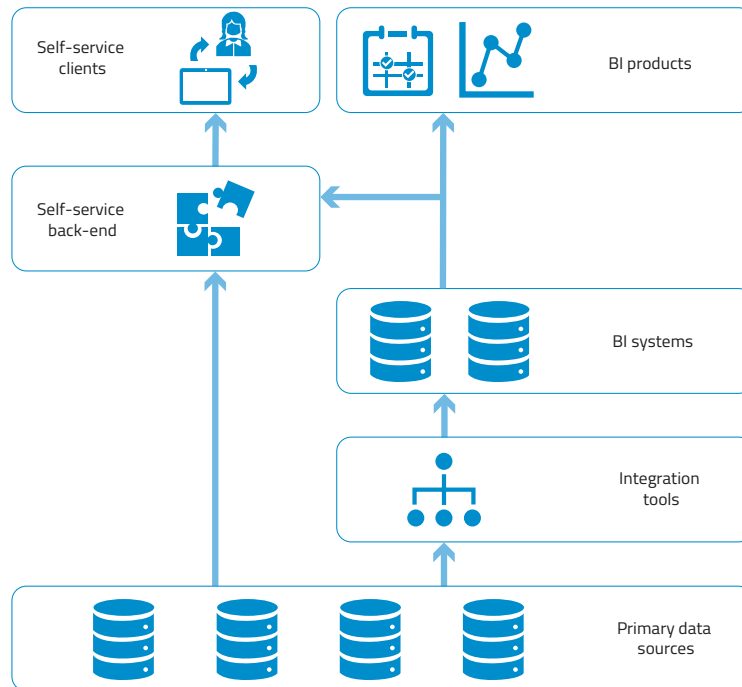 Self-service
clients
BI products
Self-service
back-end
BI systems
Integration
tools
Primary data
sources